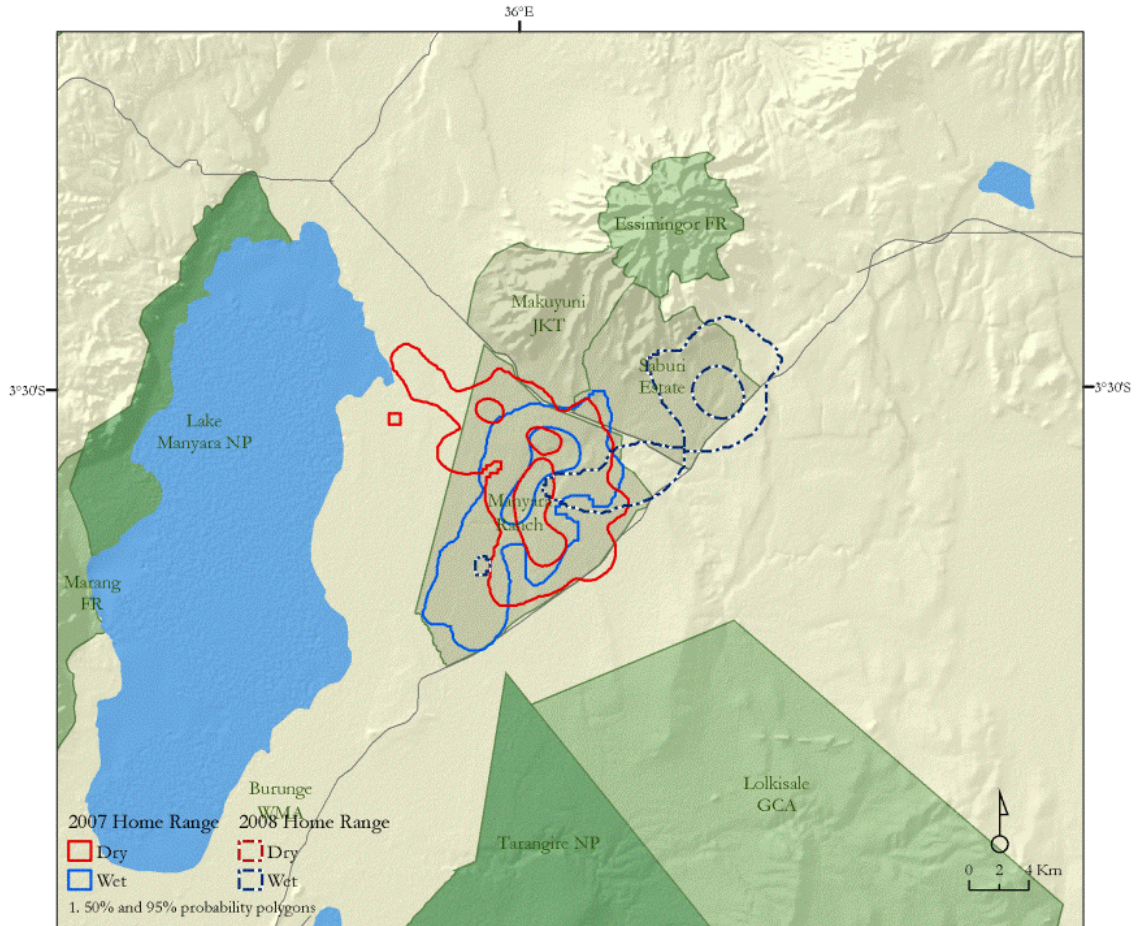 36°E
Essimingor FR
Makuyuni
JKT
3°30'S
3°30'S
Saburi
Estate
Lake
Manyara NP
Manyara
Ranch
Marang
FR
Lolkisale
GCA
Burunge
WMA
Tarangire NP
2007 Home Range 2008 Home Range
Dry Dry
Wet Wet
1. 50% and 95% probability polygons
0 2 4 Km